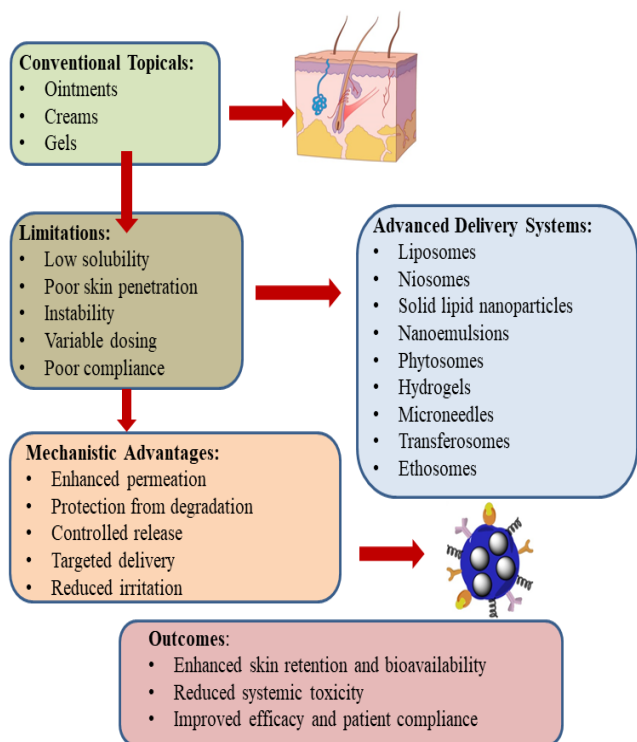 Conventional Topicals:
• Ointments
• Creams
• Gels
Limitations:
• Low solubility
• Poor skin penetration
• Instability
• Variable dosing
• Poor compliance
Advanced Delivery Systems:
• Liposomes
• Niosomes
• Solid lipid nanoparticles
• Nanoemulsions
• Phytosomes
• Hydrogels
• Microneedles
• Transferosomes
• Ethosomes
Mechanistic Advantages:
• Enhanced permeation
• Protection from degradation
• Controlled release
• Targeted delivery
• Reduced irritation
Outcomes:
• Enhanced skin retention and bioavailability
• Reduced systemic toxicity
• Improved efficacy and patient compliance